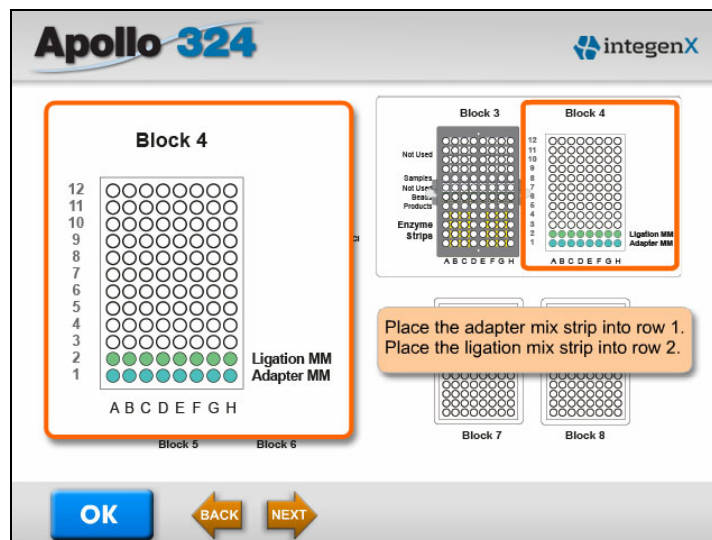 Apollo 324
integenX
Block 4
12
11
10
9
8
7
6
5
4
3
2 Ligation MM
1 Adapter MM
A B C D E F G H
Block 5 Block 6
Block 3
Not Used
Samples
Not Used
Beads
Products
Enzyme
Strips
A B C D E F G H
Block 4
12
11
10
9
8
7
6
5
4
3
2 Ligation MM
1 Adapter MM
A B C D E F G H
Place the adapter mix strip into row 1.
Place the ligation mix strip into row 2.
Block 7 Block 8
OK
BACK
NEXT